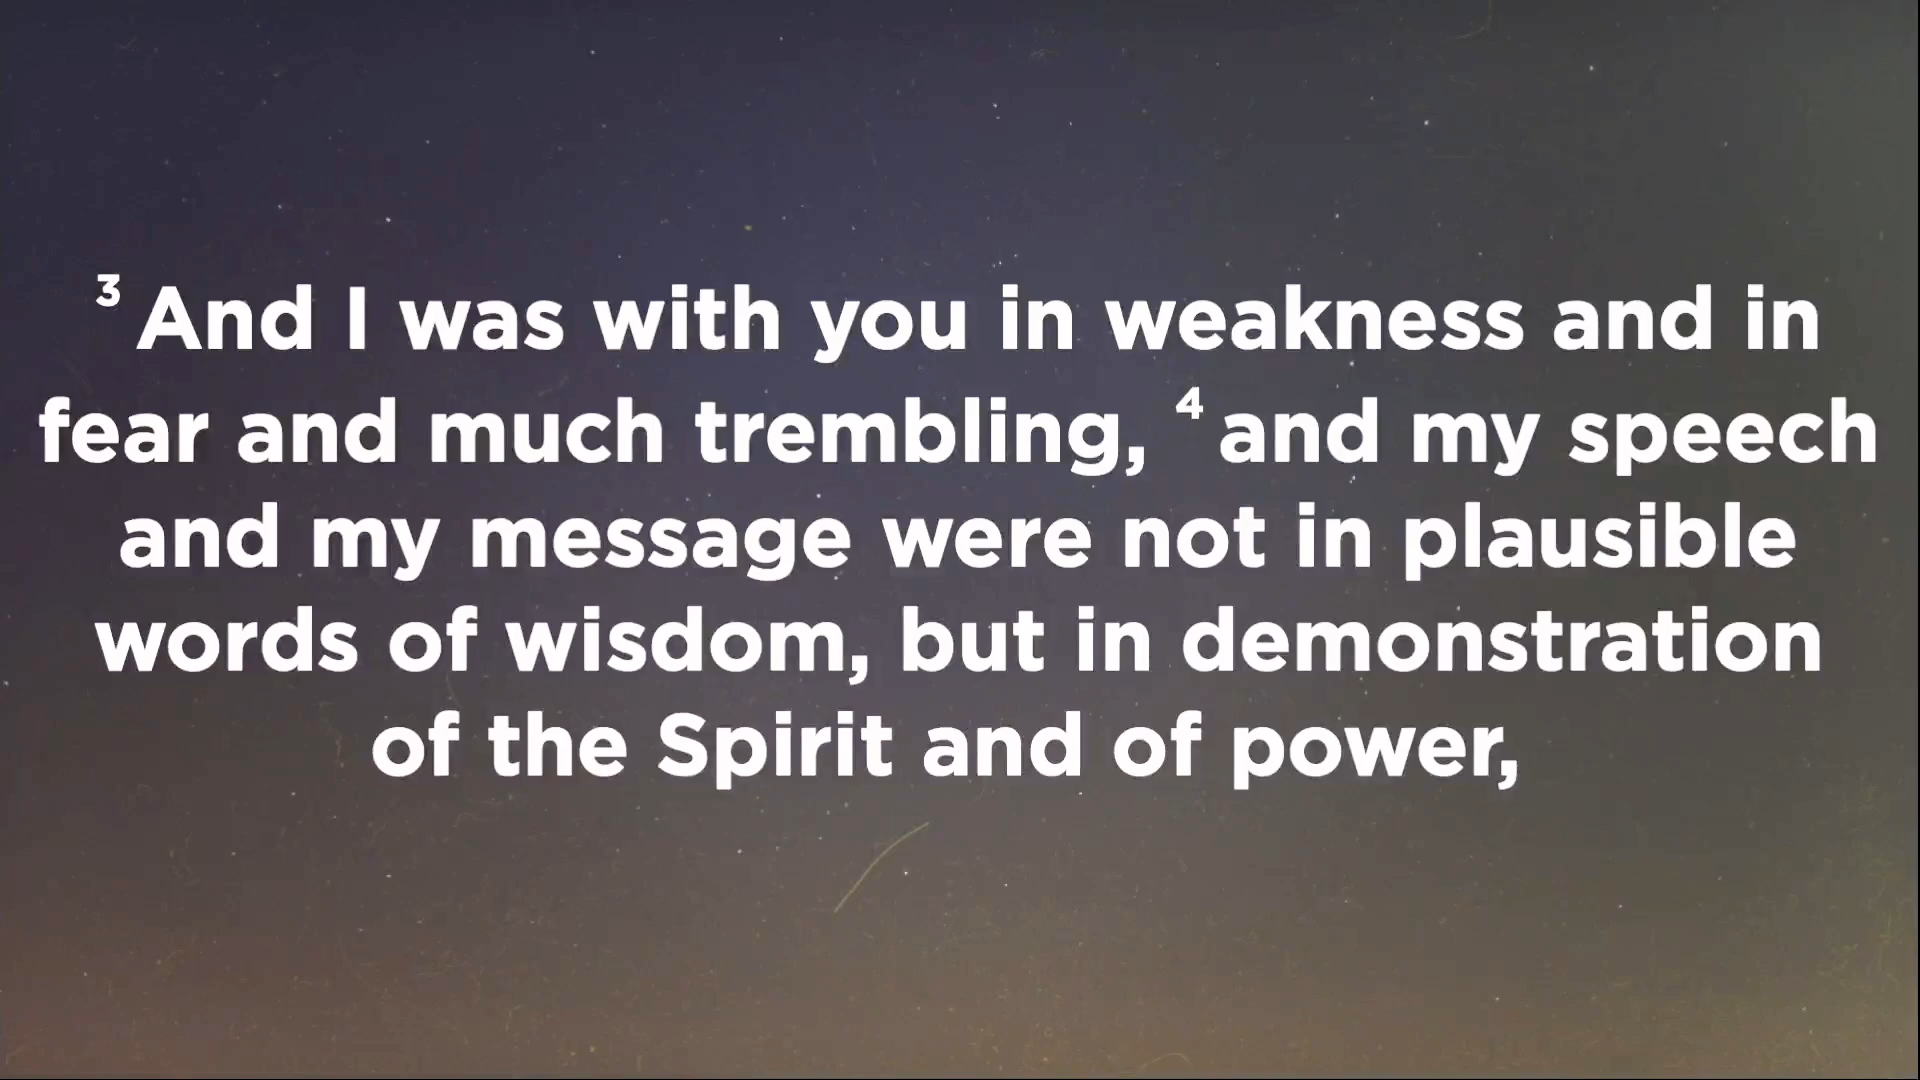 ³ And I was with you in weakness and in
fear and much trembling, ⁴ and my speech
and my message were not in plausible
words of wisdom, but in demonstration
of the Spirit and of power,